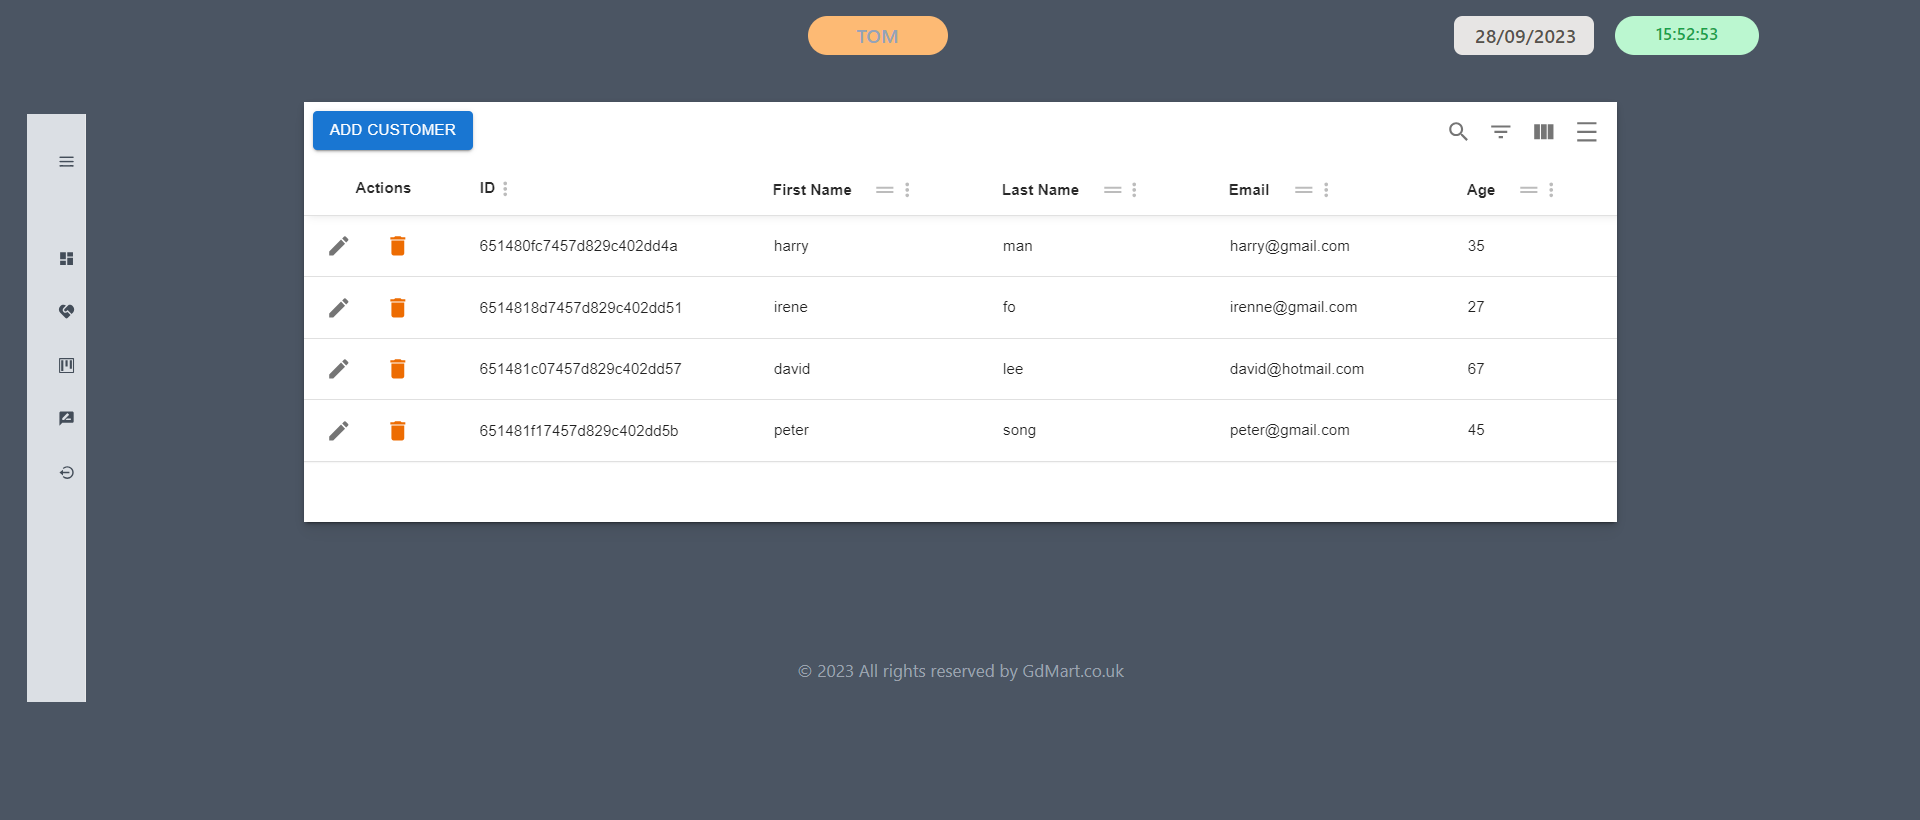 TOM
28/09/2023
15:52:53
ADD CUSTOMER
Actions ID First Name Last Name Email Age
651480fc7457d829c402dd4a harry man harry@gmail.com 35
6514818d7457d829c402dd51 irene fo irenne@gmail.com 27
651481c07457d829c402dd57 david lee david@hotmail.com 67
651481f17457d829c402dd5b peter song peter@gmail.com 45
© 2023 All rights reserved by GdMart.co.uk